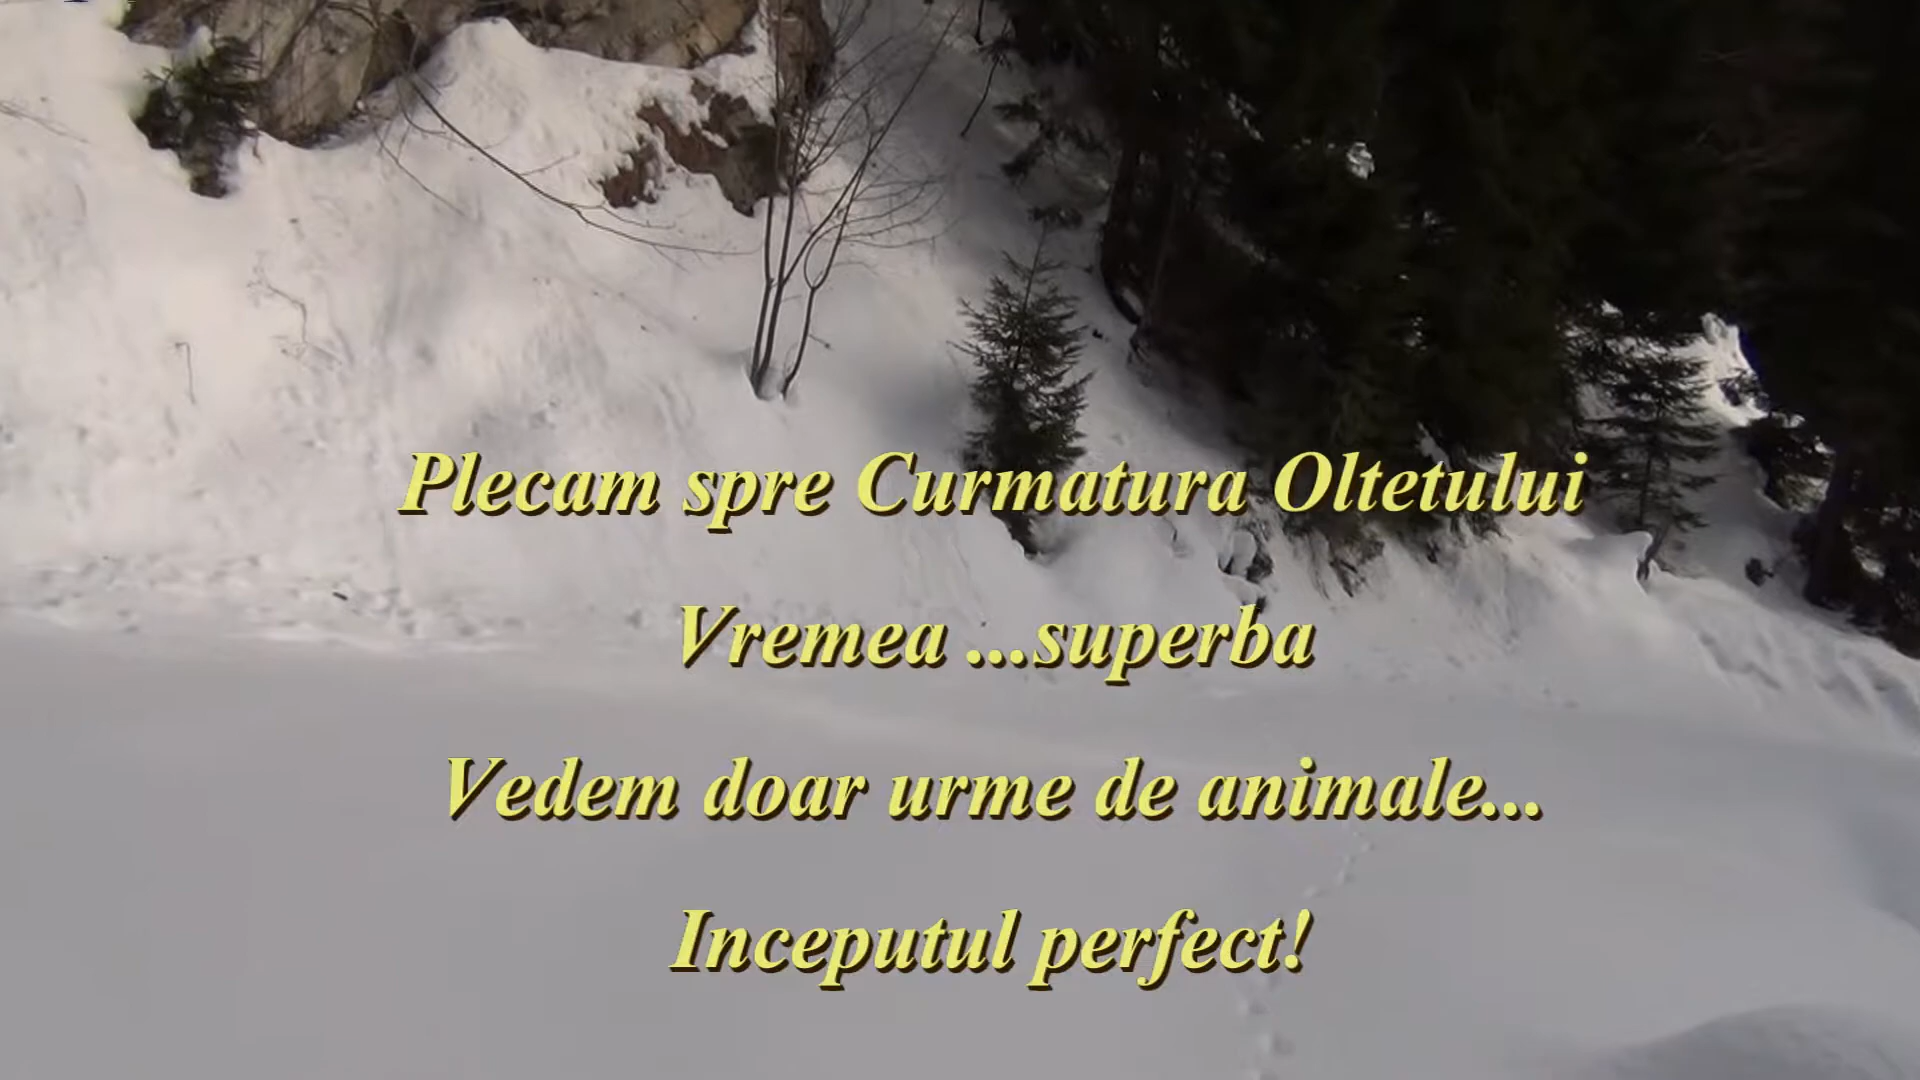 Plecam spre Curmatura Oltetului
Vremea ...superba
Vedem doar urme de animale...
Inceputul perfect!